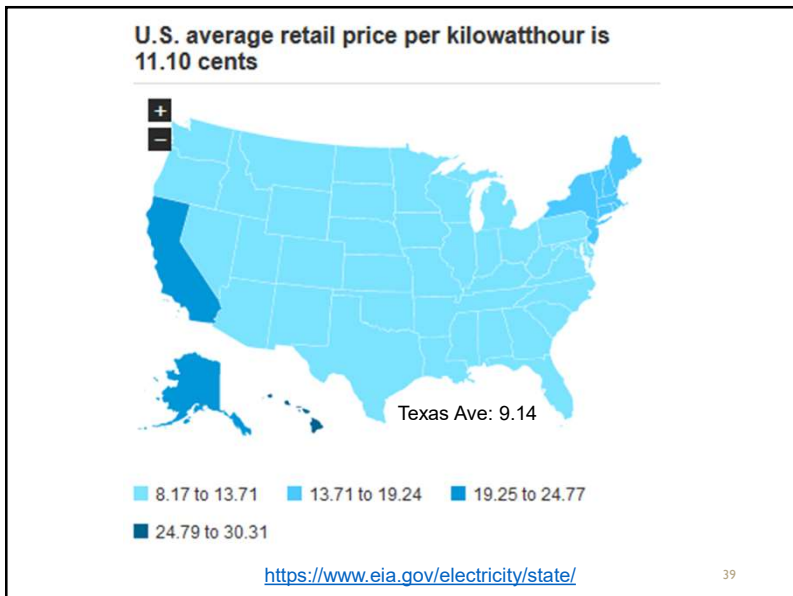 U.S. average retail price per kilowatthour is
11.10 cents
+
−
Texas Ave: 9.14
8.17 to 13.71 13.71 to 19.24 19.25 to 24.77
24.79 to 30.31
https://www.eia.gov/electricity/state/ 39